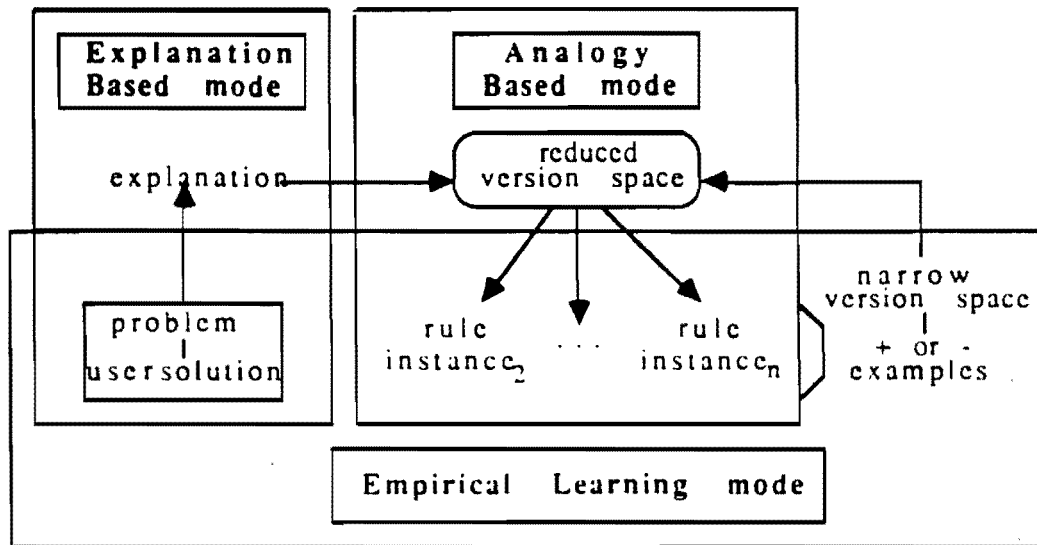 Explanation
Based mode
Analogy
Based mode
explanation
reduced
version space
problem
usersolution
rule
instance2
...
rule
instancen
narrow
version space
+ or -
examples
Empirical Learning mode